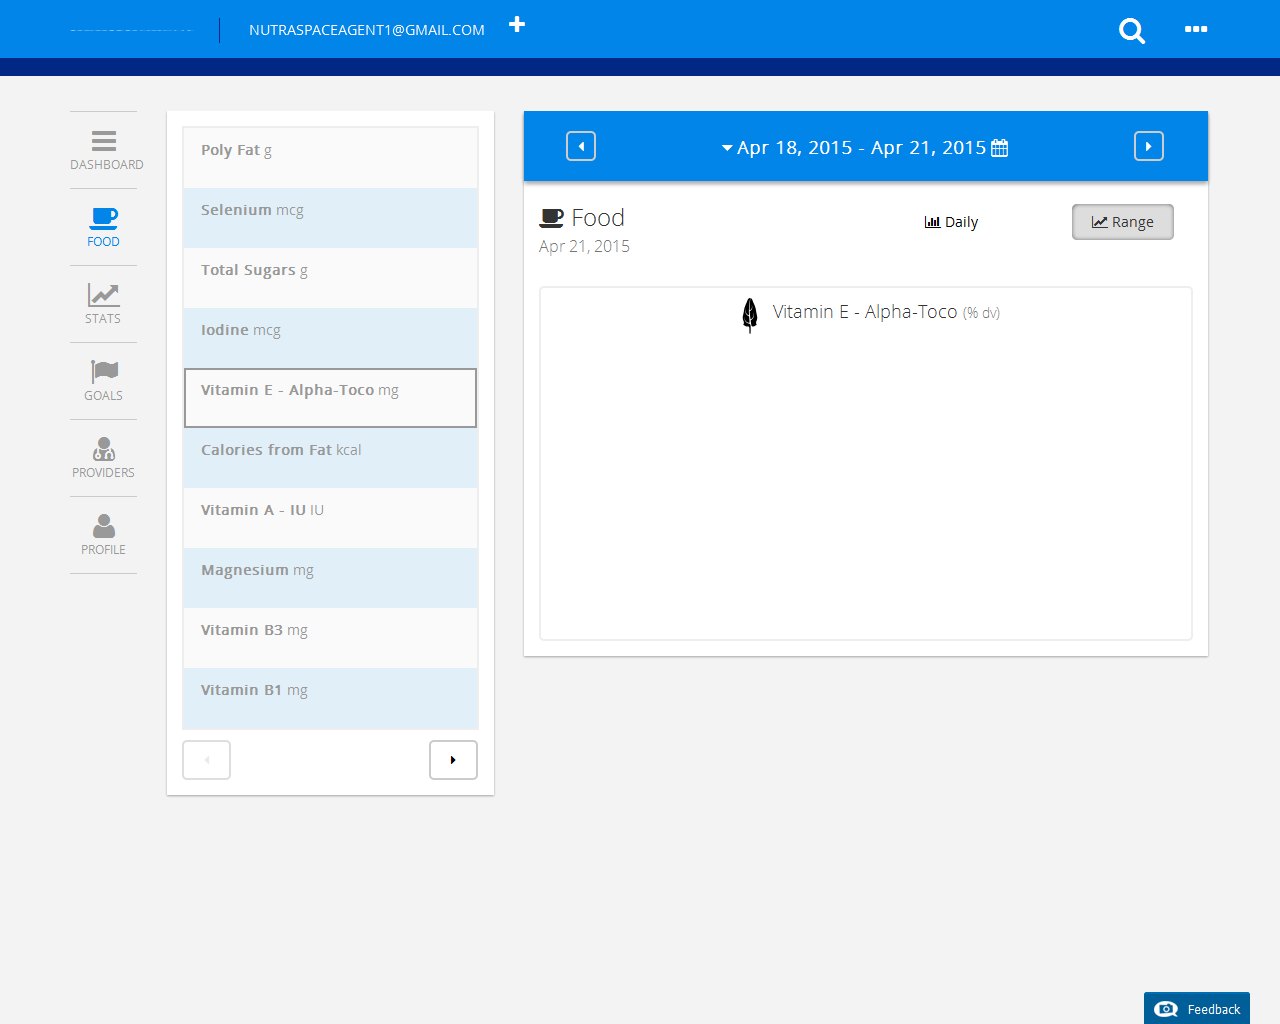 NUTRASPACEAGENT1@GMAIL.COM
DASHBOARD
FOOD
STATS
GOALS
PROVIDERS
PROFILE
Poly Fat g
Selenium mcg
Total Sugars g
Iodine mcg
Vitamin E - Alpha-Toco mg
Calories from Fat kcal
Vitamin A - IU IU
Magnesium mg
Vitamin B3 mg
Vitamin B1 mg
Apr 18, 2015 - Apr 21, 2015
Food
Apr 21, 2015
Daily
Range
Vitamin E - Alpha-Toco (% dv)
Feedback